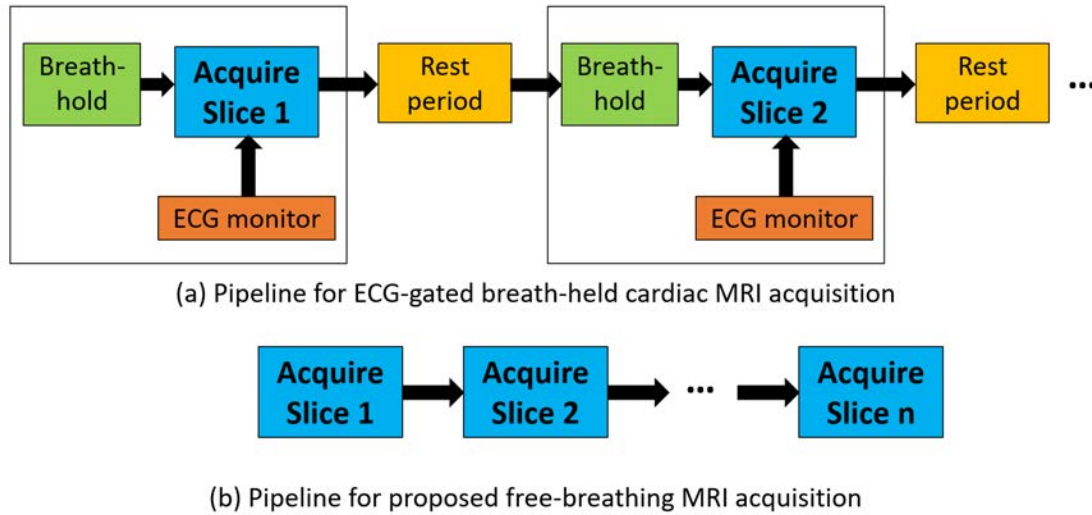 Breath-
hold
Acquire
Slice 1
Rest
period
Breath-
hold
Acquire
Slice 2
Rest
period
...
ECG monitor
ECG monitor
(a) Pipeline for ECG-gated breath-held cardiac MRI acquisition
Acquire
Slice 1
Acquire
Slice 2
...
Acquire
Slice n
(b) Pipeline for proposed free-breathing MRI acquisition